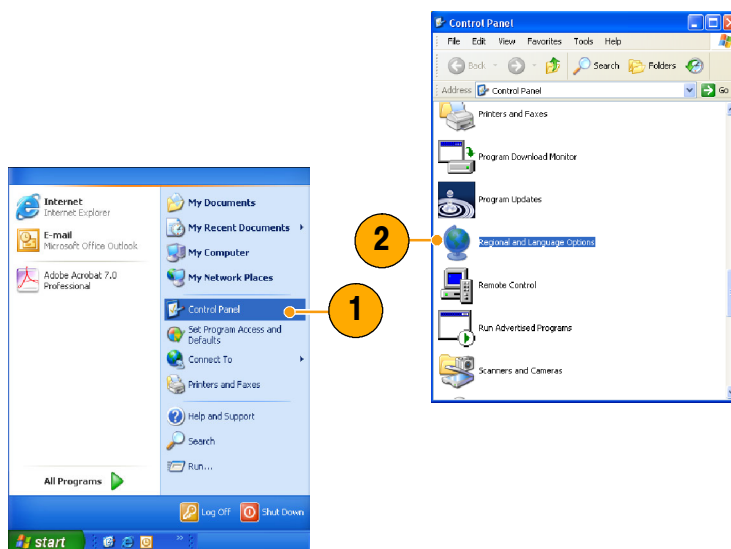 Control Panel
File Edit View Favorites Tools Help
Back Search Folders
Address Control Panel Go
Printers and Faxes
Program Download Monitor
Program Updates
Regional and Language Options
Remote Control
Run Advertised Programs
Scanners and Cameras
2
Internet
Internet Explorer
E-mail
Microsoft Office Outlook
Adobe Acrobat 7.0
Professional
All Programs
My Documents
My Recent Documents
My Computer
My Network Places
Control Panel
Set Program Access and
Defaults
Connect To
Printers and Faxes
Help and Support
Search
Run...
1
Log Off Shut Down
start